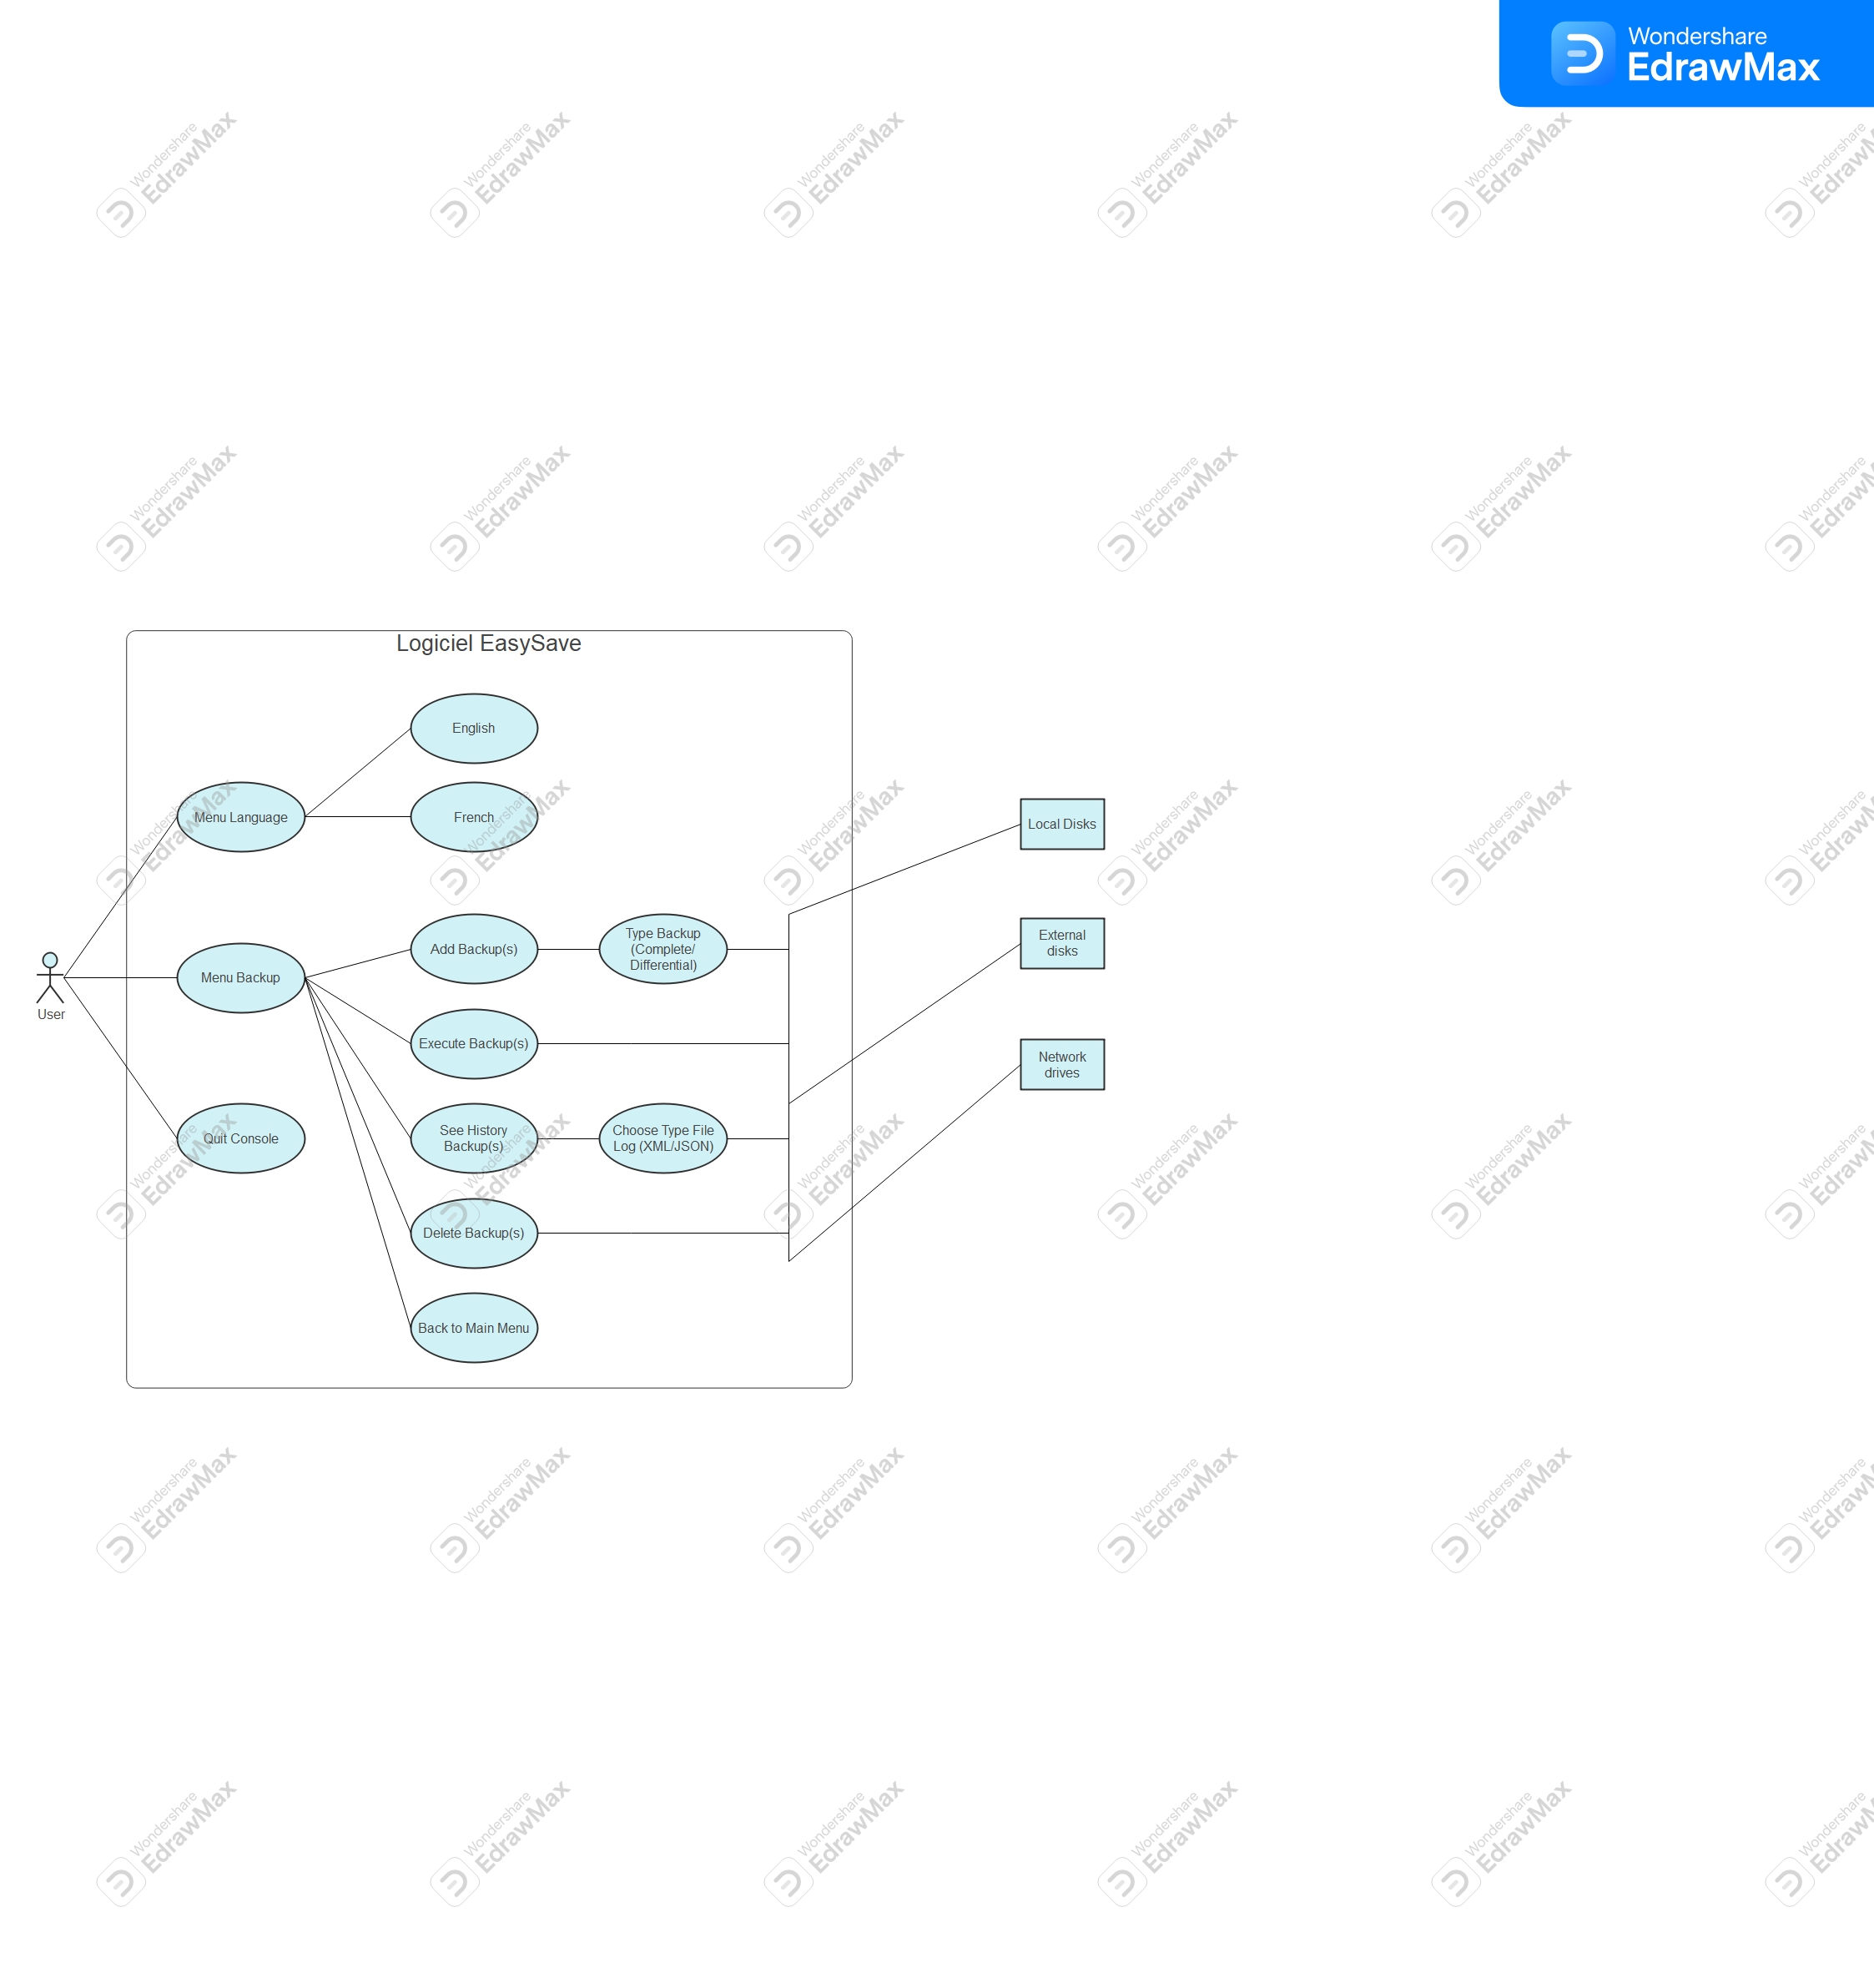 Wondershare
EdrawMax
Logiciel EasySave
English
Menu Language
French
Local Disks
User
Menu Backup
Add Backup(s)
Type Backup
(Complete/
Differential)
External
disks
Execute Backup(s)
Network
drives
Quit Console
See History
Backup(s)
Choose Type File
Log (XML/JSON)
Delete Backup(s)
Back to Main Menu